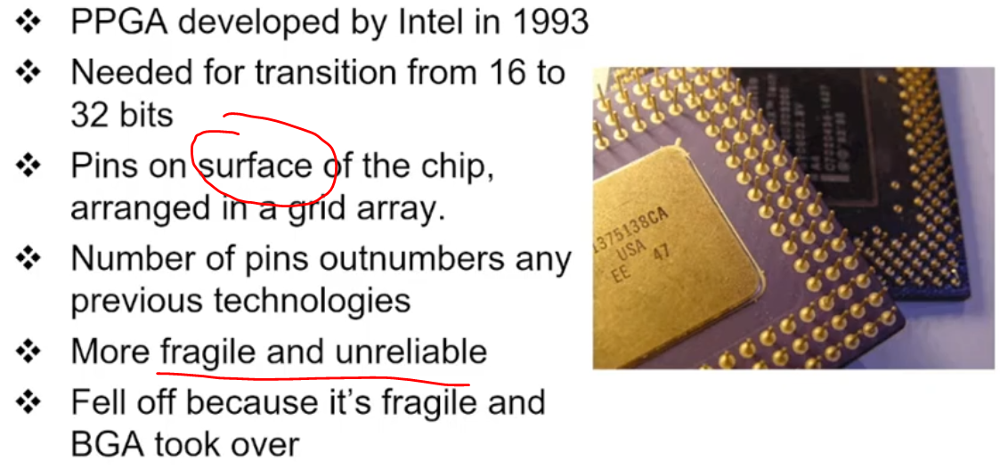 ❖ PPGA developed by Intel in 1993
❖ Needed for transition from 16 to
32 bits
❖ Pins on surface of the chip,
arranged in a grid array.
❖ Number of pins outnumbers any
previous technologies
❖ More fragile and unreliable
❖ Fell off because it's fragile and
BGA took over
1375138CA
USA
EE 47